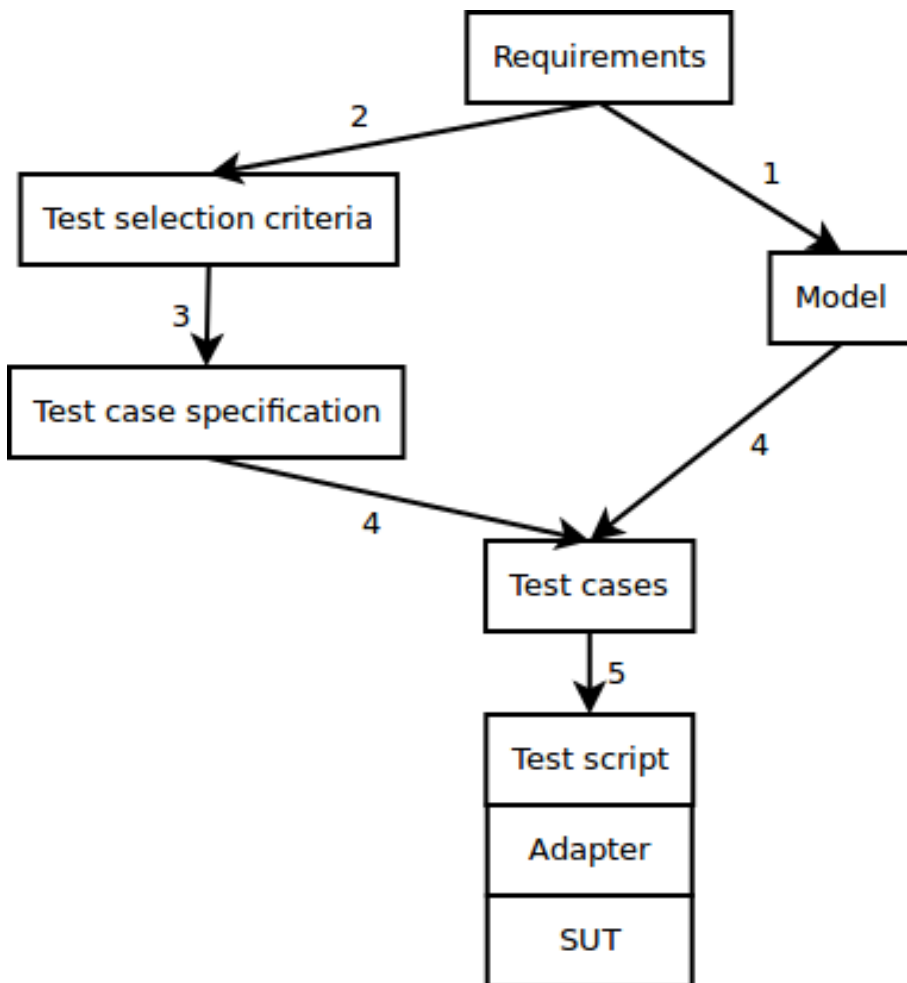 Requirements
2
1
Test selection criteria
Model
3
Test case specification
4
4
Test cases
5
Test script
Adapter
SUT